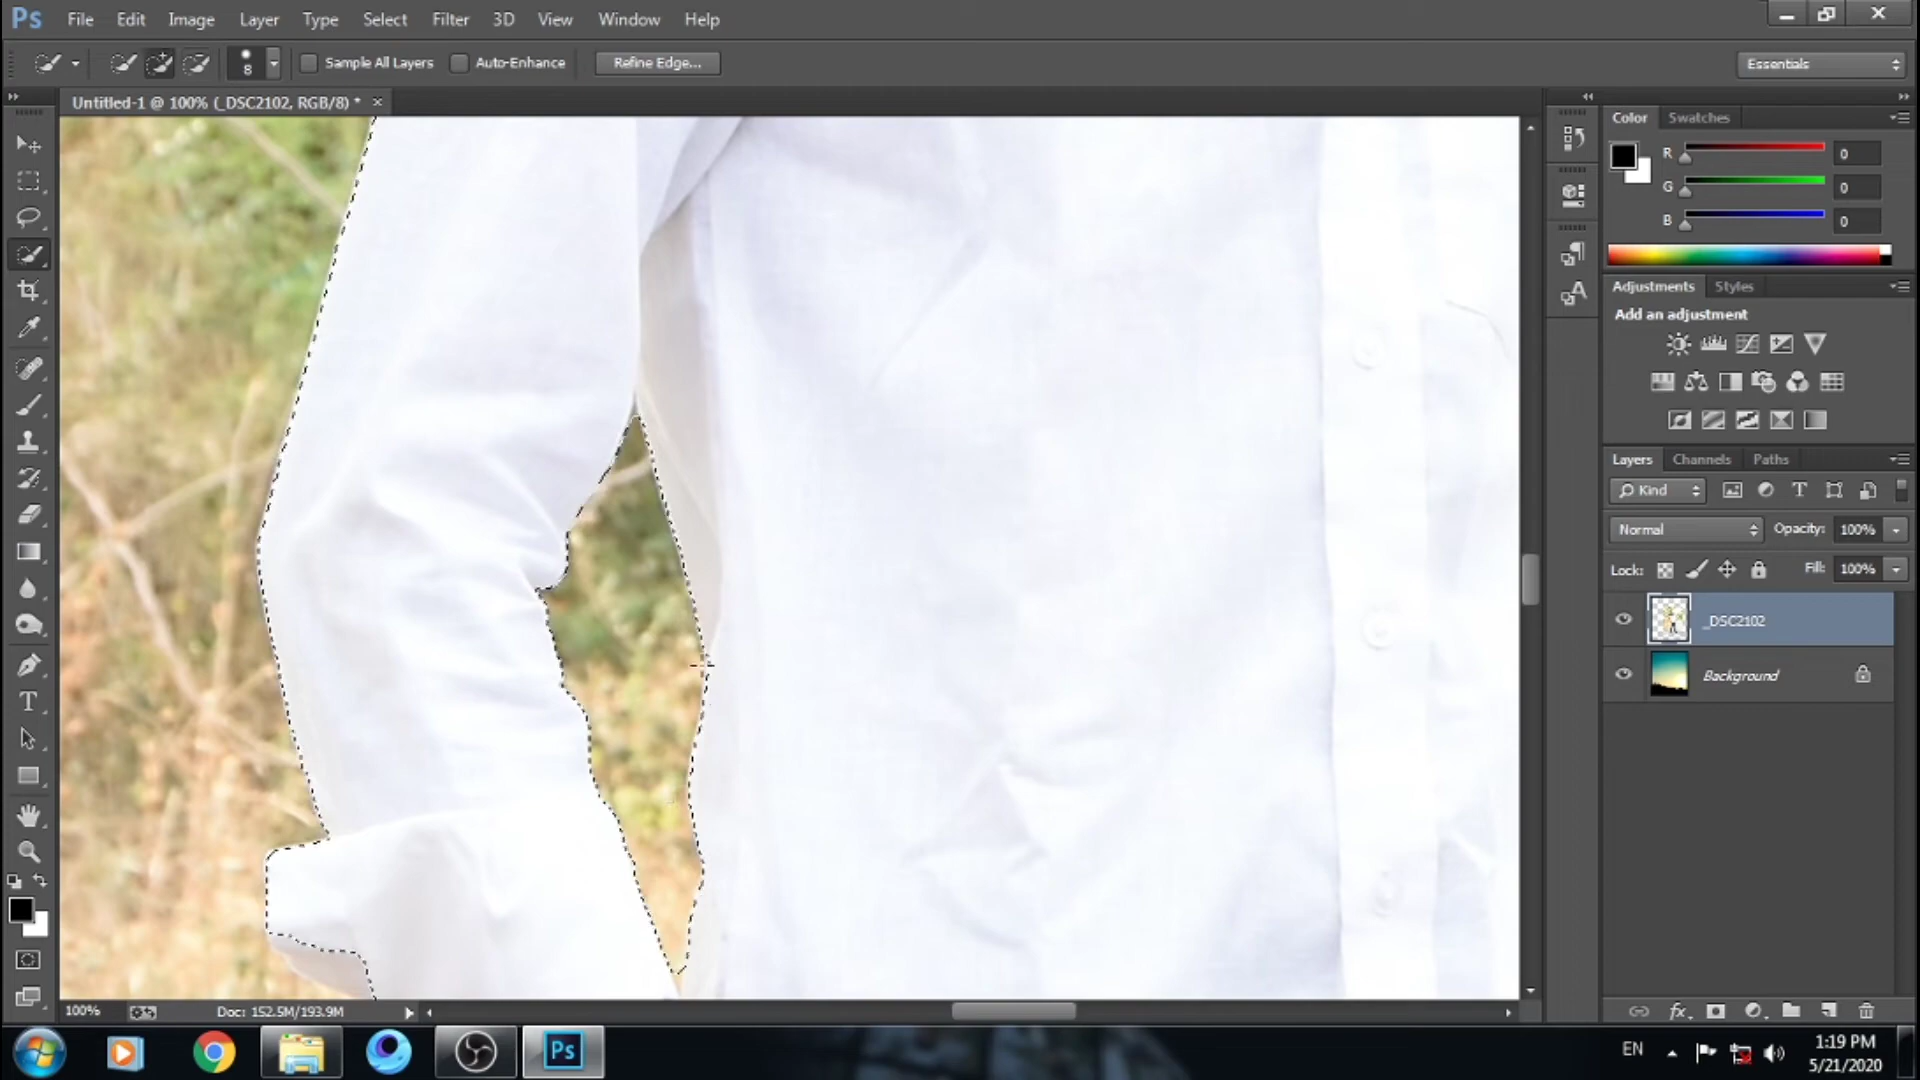 Ps File Edit Image Layer Type Select Filter 3D View Window Help
8 Sample All Layers Auto-Enhance Refine Edge... Essentials
Untitled-1 @ 100% (_DSC2102, RGB/8) * ×
Color Swatches
R 0
G 0
B 0
Adjustments Styles
Add an adjustment
Layers Channels Paths
Kind T
Normal Opacity: 100%
Lock: Fill: 100%
_DSC2102
Background
T
A
fx
100% Doc: 152.5M/193.9M
Ps EN 1:19 PM
5/21/2020